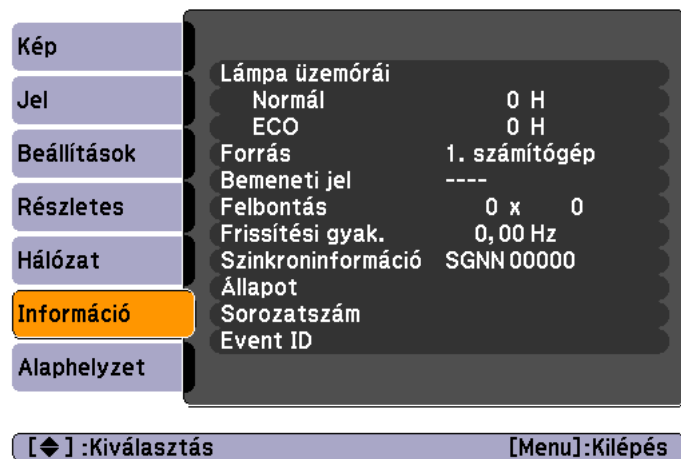 Kép
Jel
Beállítások
Részletes
Hálózat
Információ
Alaphelyzet
Lámpa üzemórái
Normál 0 H
ECO 0 H
Forrás 1. számítógép
Bemeneti jel ----
Felbontás 0 x 0
Frissítési gyak. 0,00 Hz
Szinkroninformáció SGNN 00000
Állapot
Sorozatszám
Event ID
[◆] :Kiválasztás [Menu]:Kilépés